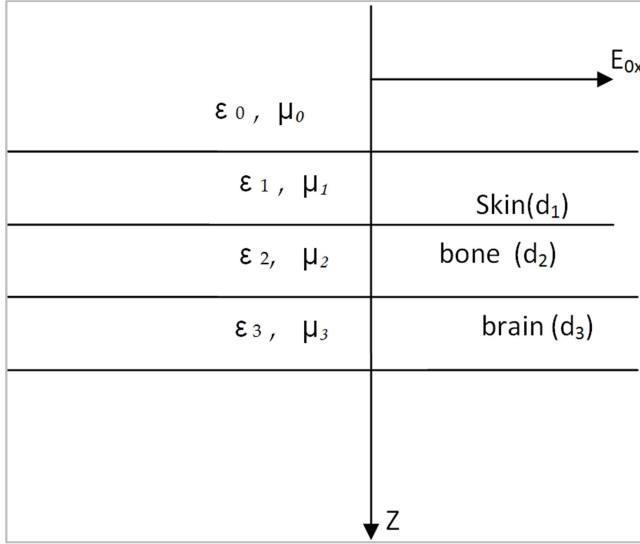 E₀ₓ
ε 0 , μ0
ε 1 , μ1
Skin(d₁)
ε 2, μ2
bone (d₂)
ε 3 , μ3
brain (d₃)
Z